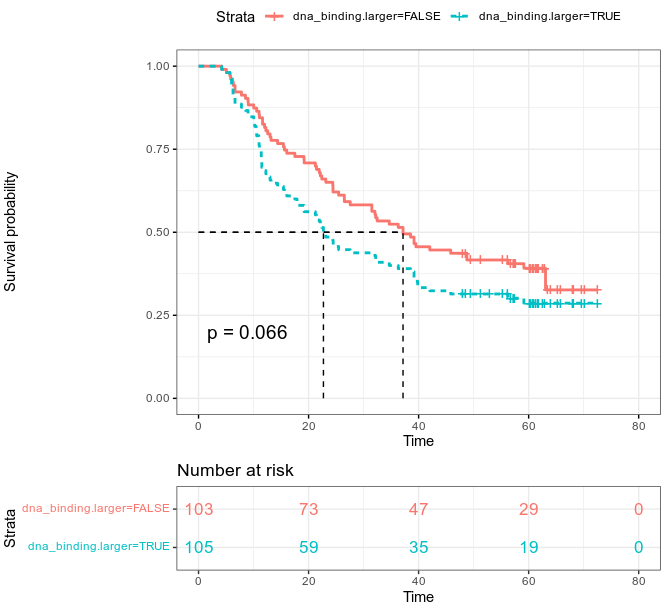 Strata dna_binding.larger=FALSE dna_binding.larger=TRUE
Survival probability
1.00
0.75
0.50
0.25
0.00
p = 0.066
0 20 40 60 80
Time
Number at risk
Strata
dna_binding.larger=FALSE 103 73 47 29 0
dna_binding.larger=TRUE 105 59 35 19 0
0 20 40 60 80
Time